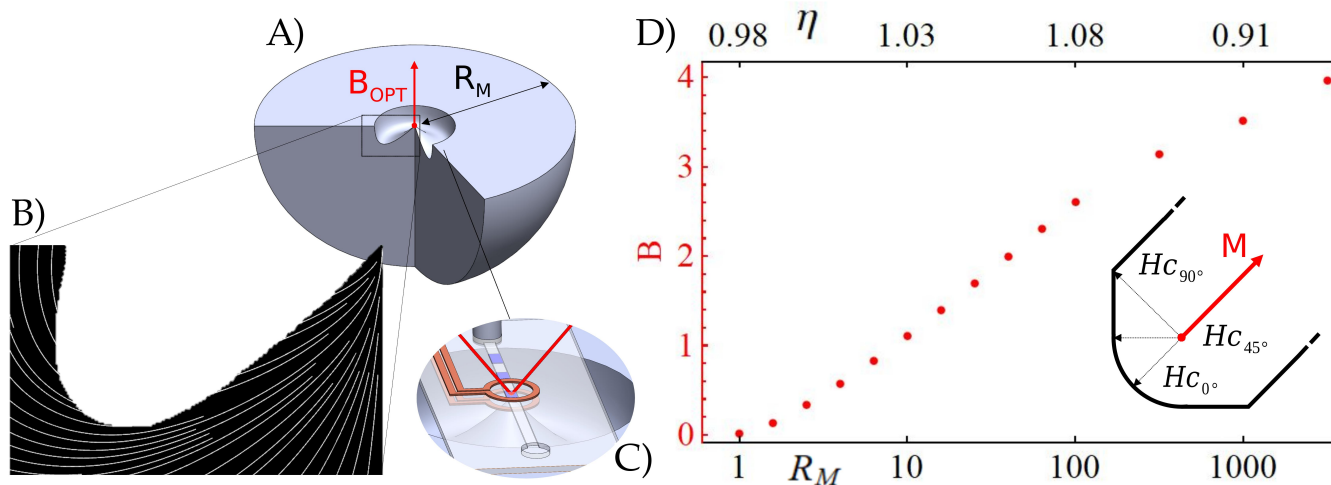 A)
B_OPT
R_M
B)
C)
D)
η
0.98 1.03 1.08 0.91
4
3
2
1
0
B
M
Hc_90°
Hc_45°
Hc_0°
1 10 100 1000
R_M